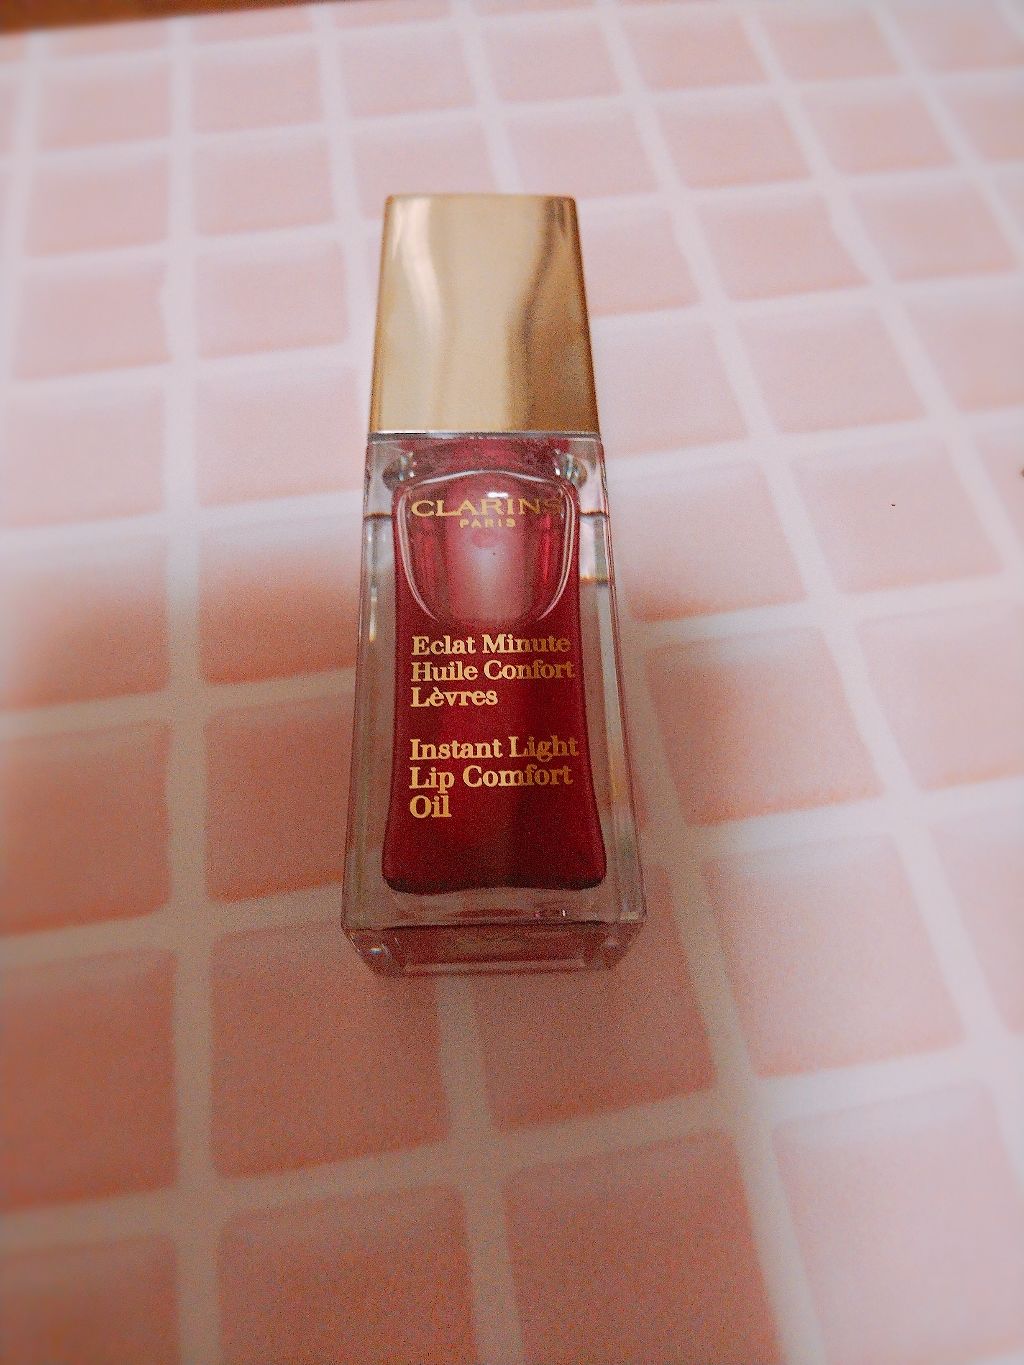 CLARINS
PARIS
Eclat Minute
Huile Confort
Lèvres
Instant Light
Lip Comfort
Oil